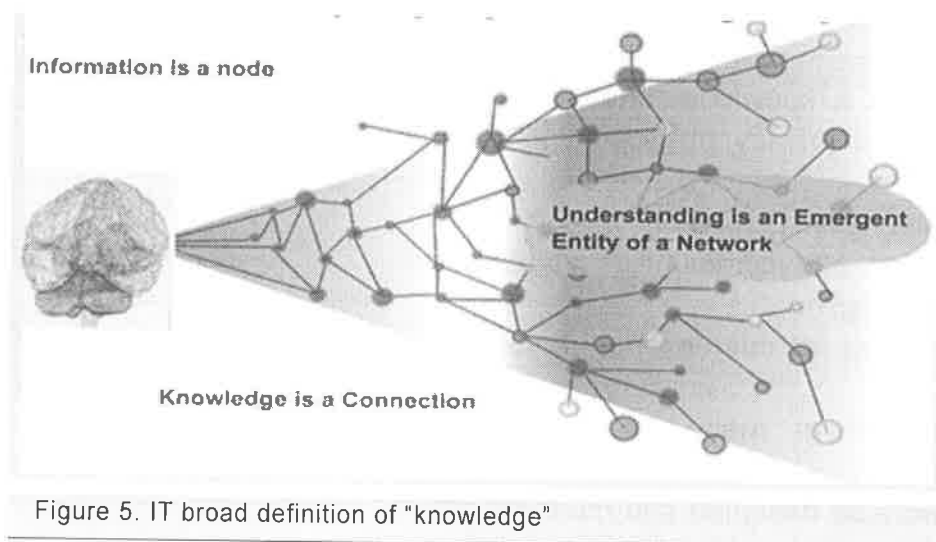 Information is a node
Understanding is an Emergent
Entity of a Network
Knowledge is a Connection
Figure 5. IT broad definition of "knowledge"